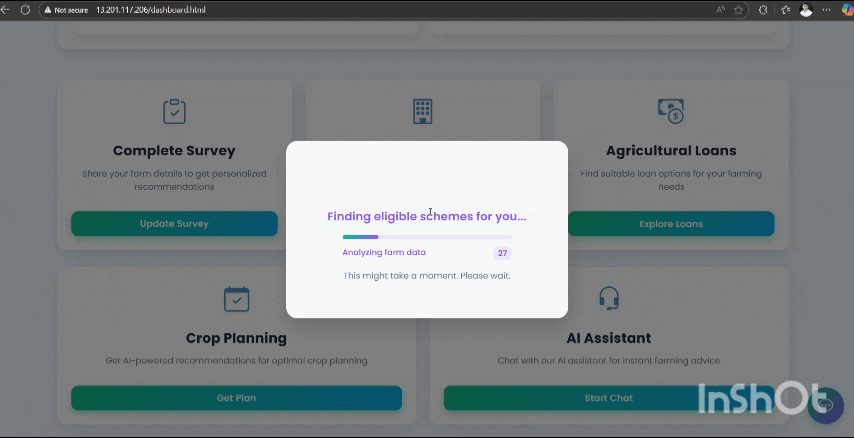 Not secure
13.201.117.206/dashboard.html
Complete Survey
Share your farm details to get personalized
recommendations
Update Survey
Agricultural Loans
Find suitable loan options for your farming
needs
Explore Loans
Finding eligible schemes for you...
Analyzing farm data
27
This might take a moment. Please wait.
Crop Planning
Get AI-powered recommendations for optimal crop planning
Get Plan
AI Assistant
Chat with our AI assistant for instant farming advice
Start Chat
InShOt